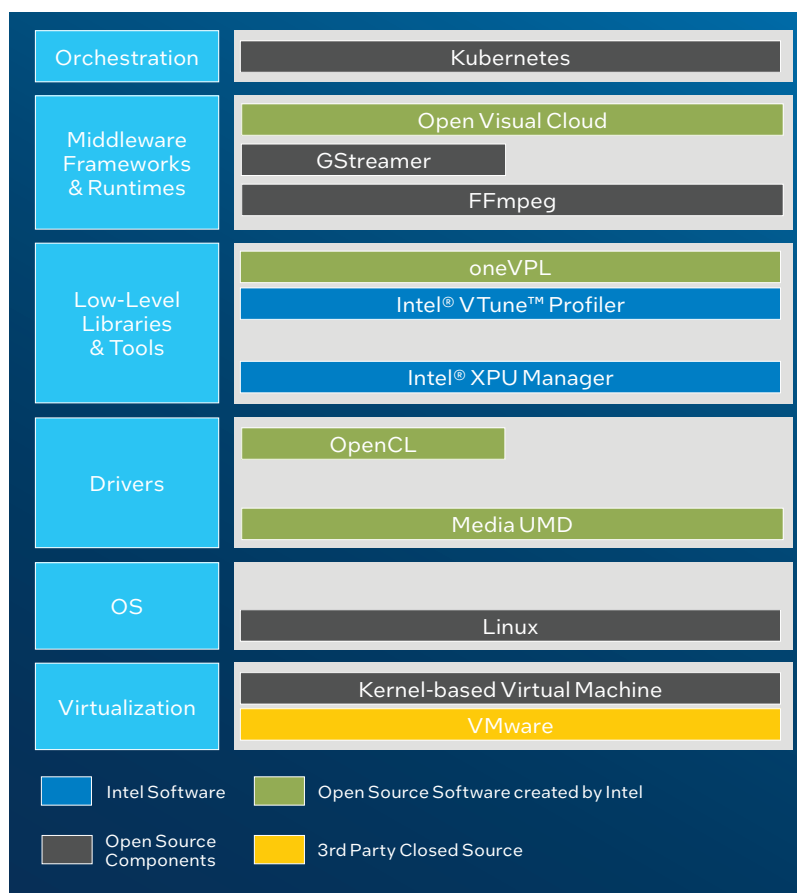 Orchestration
Kubernetes
Middleware
Frameworks
& Runtimes
Open Visual Cloud
GStreamer
FFmpeg
Low-Level
Libraries
& Tools
oneVPL
Intel® VTune™ Profiler
Intel® XPU Manager
Drivers
OpenCL
Media UMD
OS
Linux
Virtualization
Kernel-based Virtual Machine
VMware
Intel Software
Open Source Software created by Intel
Open Source
Components
3rd Party Closed Source